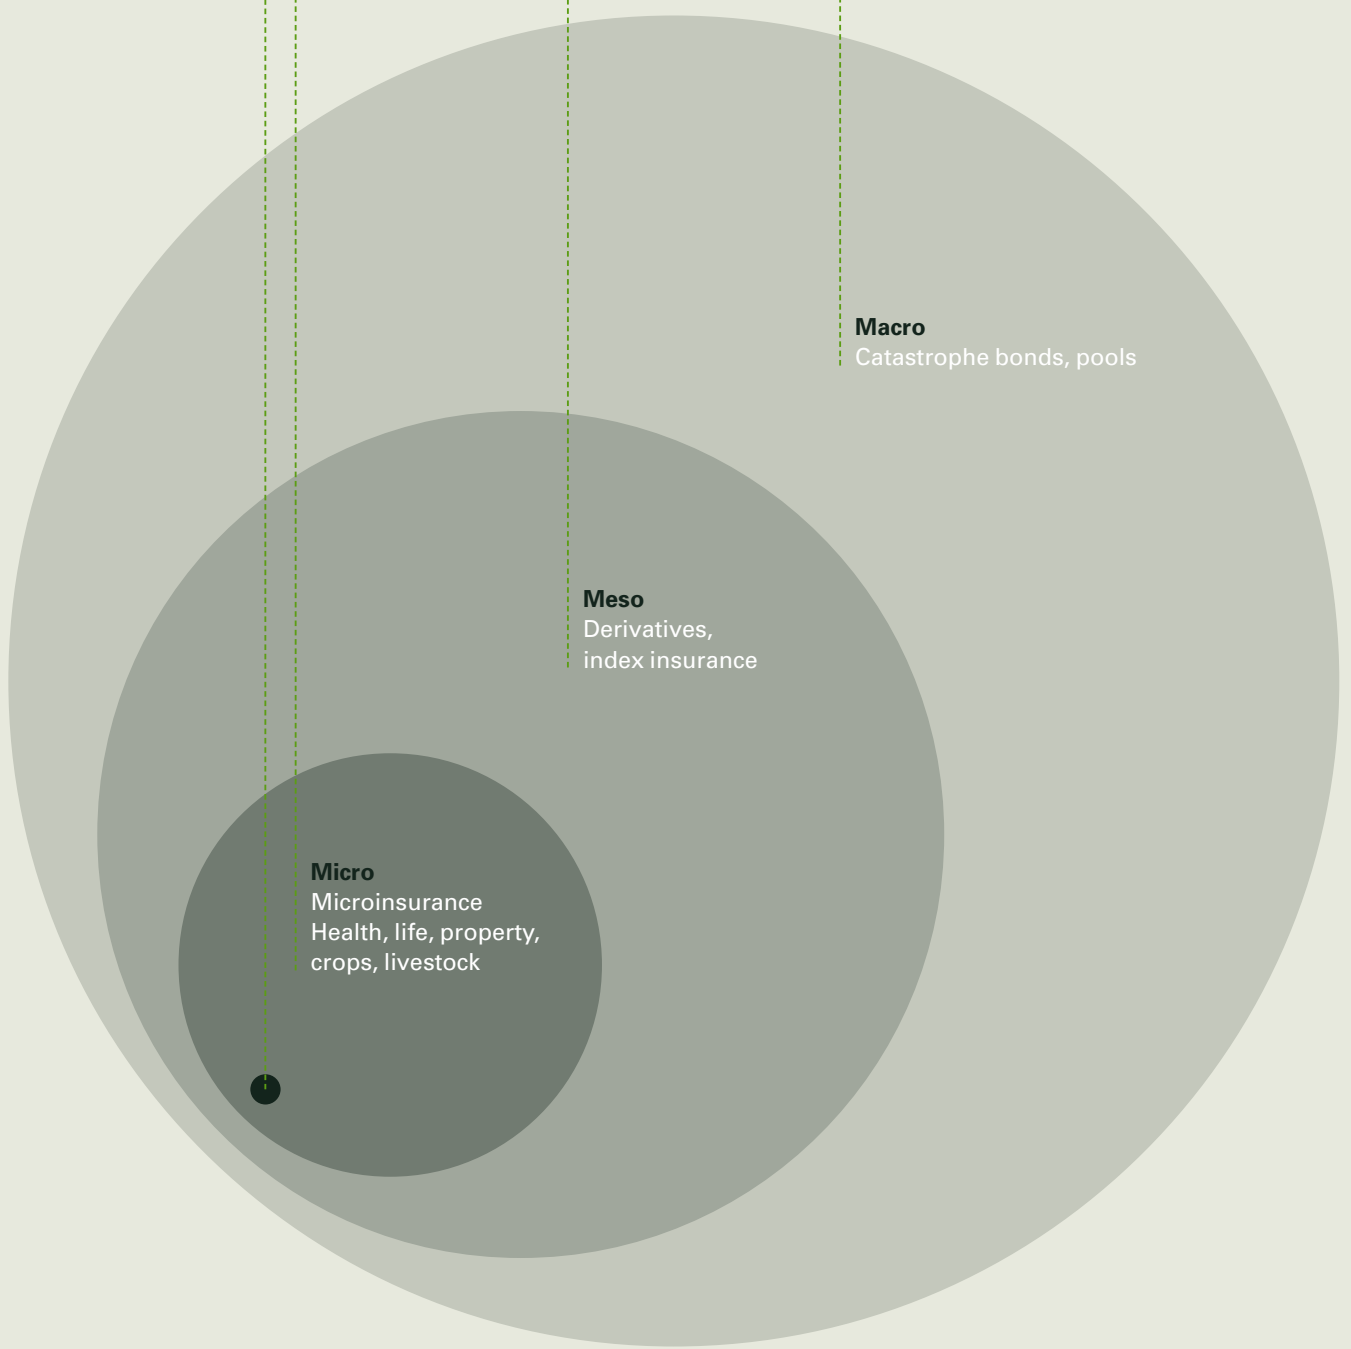 Macro
Catastrophe bonds, pools
Meso
Derivatives,
index insurance
Micro
Microinsurance
Health, life, property,
crops, livestock